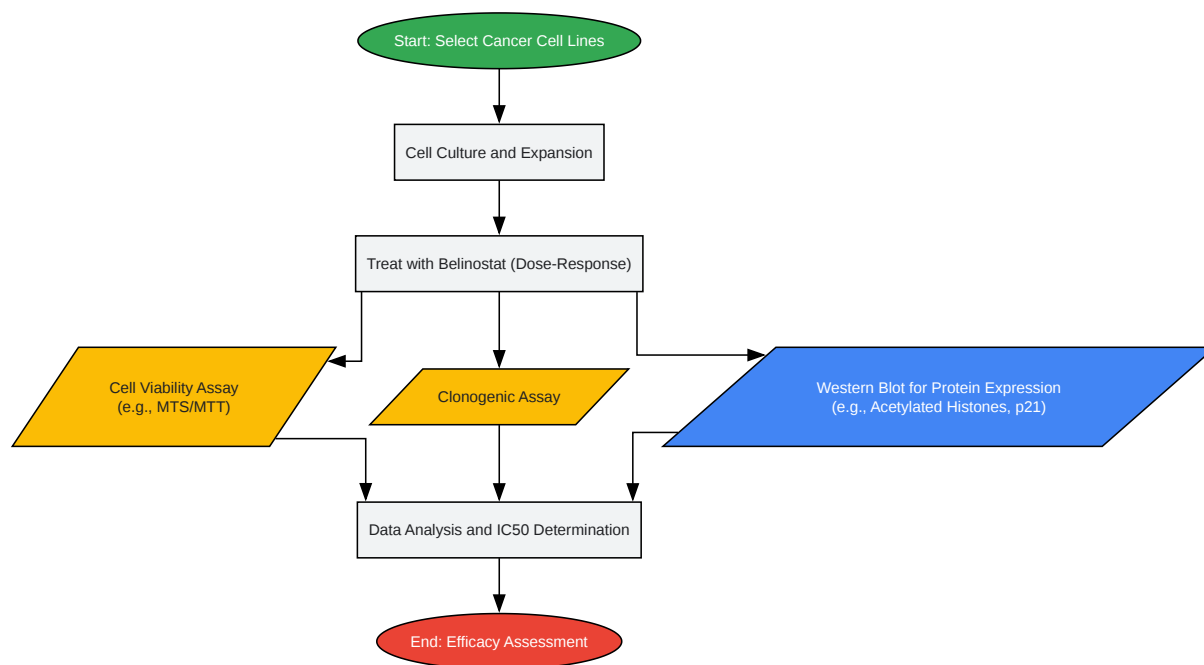 Start: Select Cancer Cell Lines
Cell Culture and Expansion
Treat with Belinostat (Dose-Response)
Cell Viability Assay
(e.g., MTS/MTT)
Clonogenic Assay
Western Blot for Protein Expression
(e.g., Acetylated Histones, p21)
Data Analysis and IC50 Determination
End: Efficacy Assessment